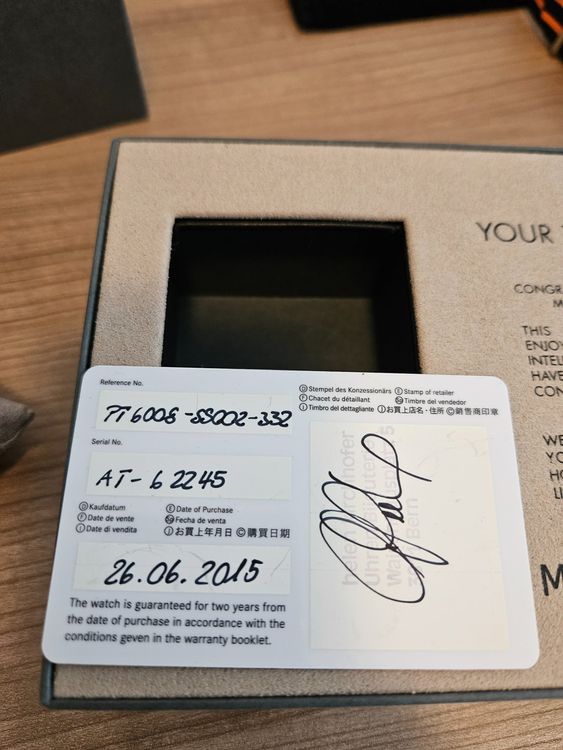 YOUR
CONGR
M
THIS
ENJOY
INTEL
HAVE
CON
WE
YO
HO
LI
M
Reference No.
PT6008-SS002-332
Serial No.
AT-62245
Ⓓ Kaufdatum Ⓔ Date of Purchase
Ⓕ Date de vente Fecha de venta
Ⓘ Data di vendita Ⓙ お買上年月日 Ⓒ 購買日期
26.06.2015
The watch is guaranteed for two years from
the date of purchase in accordance with the
conditions geven in the warranty booklet.
Ⓓ Stempel des Konzessionärs Ⓔ Stamp of retailer
Ⓕ Chachet du détaillant Timbre del vendedor
Ⓘ Timbro del dettagliante Ⓙ お買上店名・住所 Ⓒ 銷售商印章
Bern